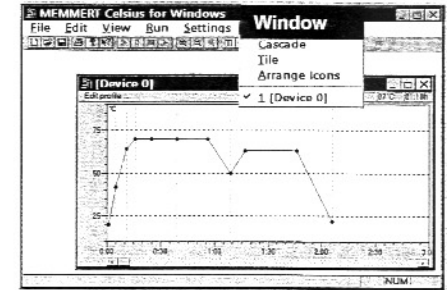 MEMMERT Celsius for Windows
File Edit View Run Settings Window
Cascade
Tile
Arrange Icons
✓ 1 [Device 0]
[Device 0]
Edit profile
°C
75
50
25
0:00 0:30 1:00 1:30 2:00 2:30
NUM